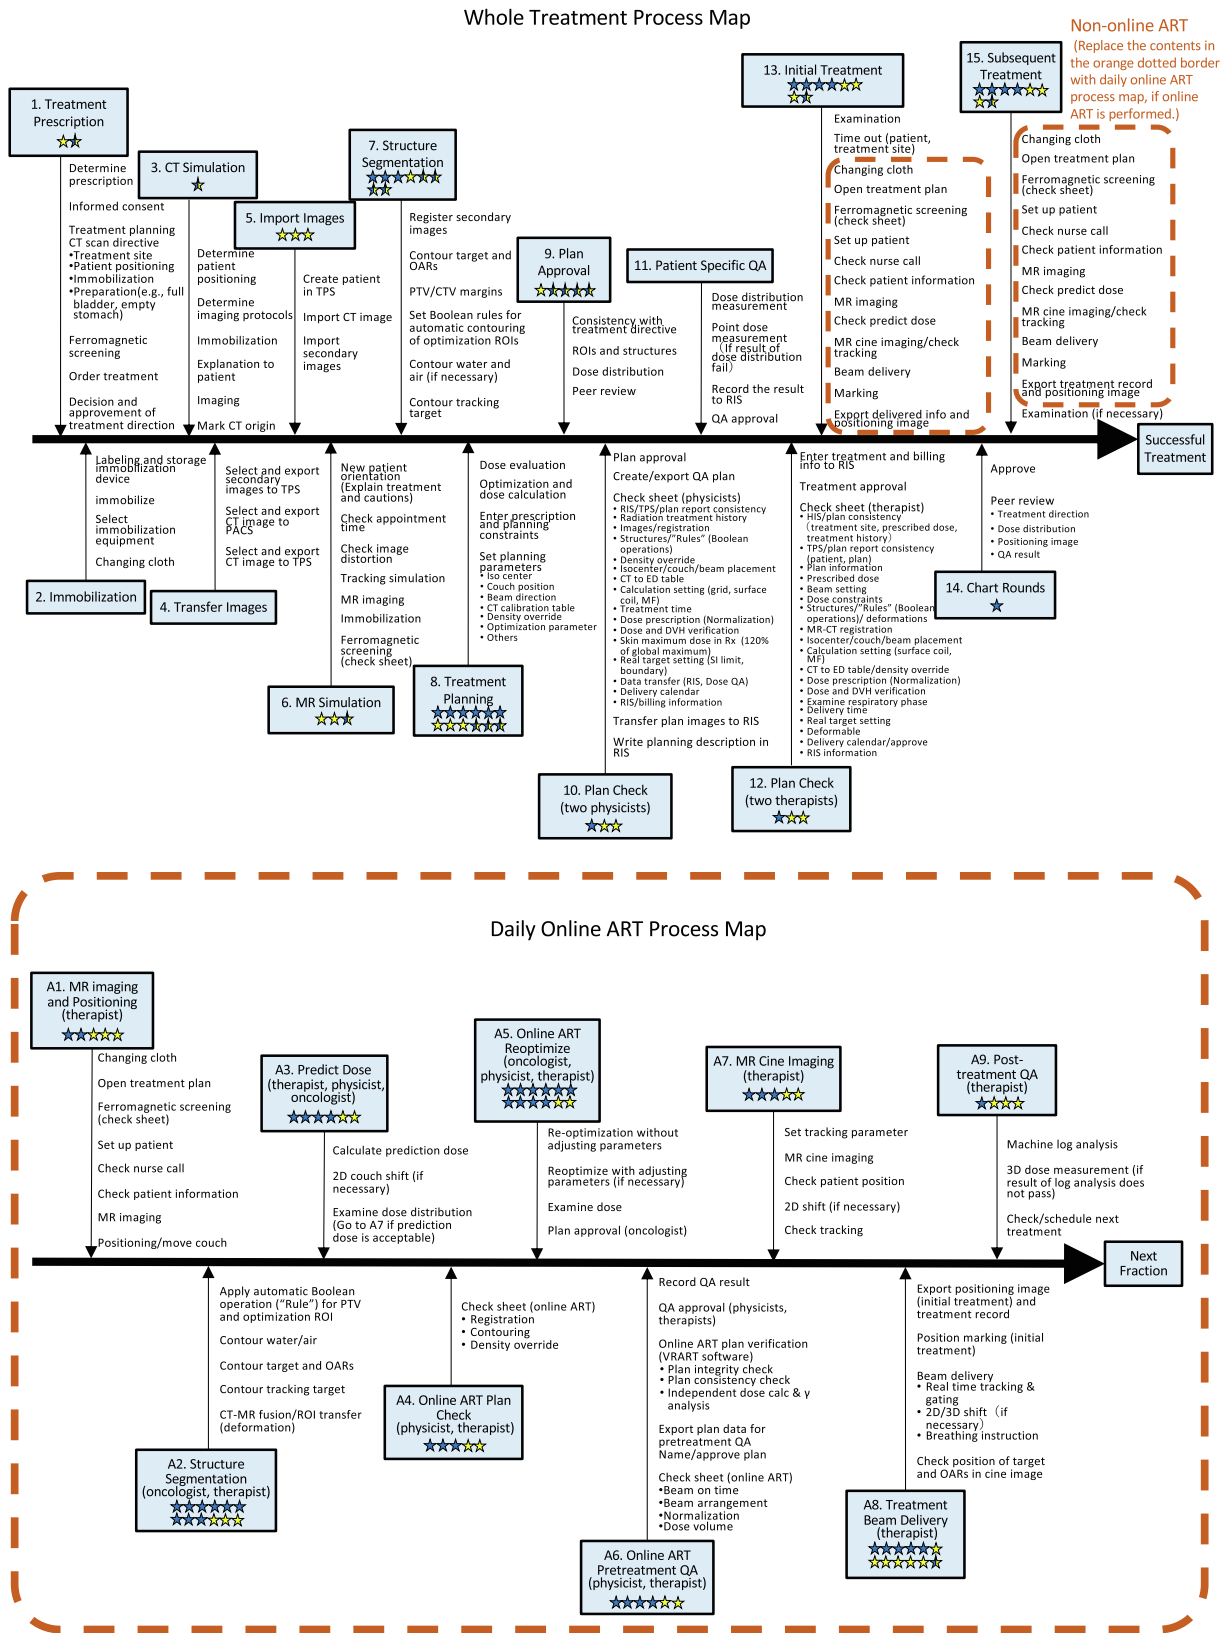 Whole Treatment Process Map
Non-online ART
(Replace the contents in
the orange dotted border
with daily online ART
process map, if online
ART is performed.)
1. Treatment
Prescription
Determine
prescription
Informed consent
Treatment planning
CT scan directive
•Treatment site
•Patient positioning
•Immobilization
•Preparation(e.g., full
bladder, empty
stomach)
Ferromagnetic
screening
Order treatment
Decision and
approvement of
treatment direction
3. CT Simulation
Determine
patient
positioning
Determine
imaging protocols
Immobilization
Explanation to
patient
Imaging
Mark CT origin
5. Import Images
Create patient
in TPS
Import CT image
Import
secondary
images
7. Structure
Segmentation
Register secondary
images
Contour target and
OARs
PTV/CTV margins
Set Boolean rules for
automatic contouring
of optimization ROIs
Contour water and
air (if necessary)
Contour tracking
target
9. Plan
Approval
Consistency with
treatment directive
ROIs and structures
Dose distribution
Peer review
11. Patient Specific QA
Dose distribution
measurement
Point dose
measurement
（If result of
dose distribution
fail）
Record the result
to RIS
QA approval
13. Initial Treatment
Examination
Time out (patient,
treatment site)
Changing cloth
Open treatment plan
Ferromagnetic screening
(check sheet)
Set up patient
Check nurse call
Check patient information
MR imaging
Check predict dose
MR cine imaging/check
tracking
Beam delivery
Marking
Export delivered info and
positioning image
15. Subsequent
Treatment
Changing cloth
Open treatment plan
Ferromagnetic screening
(check sheet)
Set up patient
Check nurse call
Check patient information
MR imaging
Check predict dose
MR cine imaging/check
tracking
Beam delivery
Marking
Export treatment record
and positioning image
Examination (if necessary)
Successful
Treatment
Labeling and storage
immobilization
device
immobilize
Select
immobilization
equipment
Changing cloth
2. Immobilization
Select and export
secondary
images to TPS
Select and export
CT image to
PACS
Select and export
CT image to TPS
4. Transfer Images
New patient
orientation
(Explain treatment
and cautions)
Check appointment
time
Check image
distortion
Tracking simulation
MR imaging
Immobilization
Ferromagnetic
screening
(check sheet)
6. MR Simulation
Dose evaluation
Optimization and
dose calculation
Enter prescription
and planning
constraints
Set planning
parameters
• Iso center
• Couch position
• Beam direction
• CT calibration table
• Density override
• Optimization parameter
• Others
8. Treatment
Planning
Plan approval
Create/export QA plan
Check sheet (physicists)
• RIS/TPS/plan report consistency
• Radiation treatment history
• Images/registration
• Structures/”Rules” (Boolean
operations)
• Density override
• Isocenter/couch/beam placement
• CT to ED table
• Calculation setting (grid, surface
coil, MF)
• Treatment time
• Dose prescription (Normalization)
• Dose and DVH verification
• Skin maximum dose in Rx (120%
of global maximum)
• Real target setting (SI limit,
boundary)
• Data transfer (RIS, Dose QA)
• Delivery calendar
• RIS/billing information
Transfer plan images to RIS
Write planning description in
RIS
10. Plan Check
(two physicists)
Enter treatment and billing
info to RIS
Treatment approval
Check sheet (therapist)
• HIS/plan consistency
（treatment site, prescribed dose,
treatment history）
• TPS/plan report consistency
(patient, plan)
• Plan information
• Prescribed dose
• Beam setting
• Dose constraints
• Structures/”Rules” (Boolean
operations)/ deformations
• MR-CT registration
• Isocenter/couch/beam placement
• Calculation setting (surface coil,
MF)
• CT to ED table/density override
• Dose prescription (Normalization)
• Dose and DVH verification
• Examine respiratory phase
• Delivery time
• Real target setting
• Deformable
• Delivery calendar/approve
• RIS information
12. Plan Check
(two therapists)
Approve
Peer review
• Treatment direction
• Dose distribution
• Positioning image
• QA result
14. Chart Rounds
Daily Online ART Process Map
A1. MR imaging
and Positioning
(therapist)
Changing cloth
Open treatment plan
Ferromagnetic screening
(check sheet)
Set up patient
Check nurse call
Check patient information
MR imaging
Positioning/move couch
A3. Predict Dose
(therapist, physicist,
oncologist)
Calculate prediction dose
2D couch shift (if
necessary)
Examine dose distribution
(Go to A7 if prediction
dose is acceptable)
A5. Online ART
Reoptimize
(oncologist,
physicist, therapist)
Re-optimization without
adjusting parameters
Reoptimize with adjusting
parameters (if necessary)
Examine dose
Plan approval (oncologist)
A7. MR Cine Imaging
(therapist)
Set tracking parameter
MR cine imaging
Check patient position
2D shift (if necessary)
Check tracking
A9. Post-
treatment QA
(therapist)
Machine log analysis
3D dose measurement (if
result of log analysis does
not pass)
Check/schedule next
treatment
Next
Fraction
Apply automatic Boolean
operation (“Rule”) for PTV
and optimization ROI
Contour water/air
Contour target and OARs
Contour tracking target
CT-MR fusion/ROI transfer
(deformation)
A2. Structure
Segmentation
(oncologist, therapist)
Check sheet (online ART)
• Registration
• Contouring
• Density override
A4. Online ART Plan
Check
(physicist, therapist)
Record QA result
QA approval (physicists,
therapists)
Online ART plan verification
(VRART software)
• Plan integrity check
• Plan consistency check
• Independent dose calc & γ
analysis
Export plan data for
pretreatment QA
Name/approve plan
Check sheet (online ART)
•Beam on time
•Beam arrangement
•Normalization
•Dose volume
A6. Online ART
Pretreatment QA
(physicist, therapist)
Export positioning image
(initial treatment) and
treatment record
Position marking (initial
treatment)
Beam delivery
• Real time tracking &
gating
• 2D/3D shift（if
necessary）
• Breathing instruction
Check position of target
and OARs in cine image
A8. Treatment
Beam Delivery
(therapist)